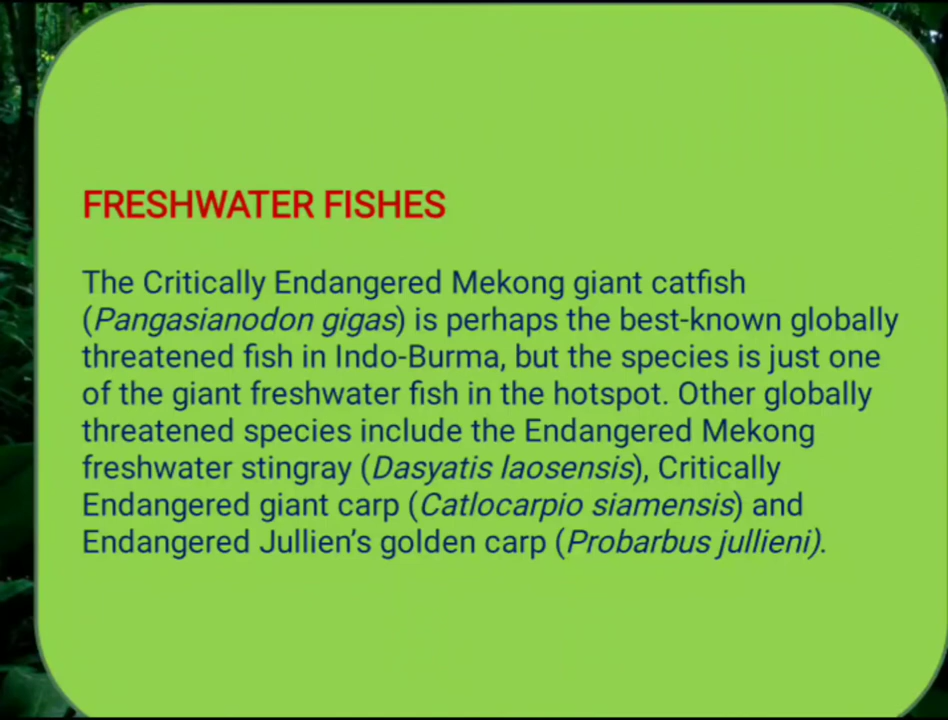 FRESHWATER FISHES
The Critically Endangered Mekong giant catfish
(Pangasianodon gigas) is perhaps the best-known globally
threatened fish in Indo-Burma, but the species is just one
of the giant freshwater fish in the hotspot. Other globally
threatened species include the Endangered Mekong
freshwater stingray (Dasyatis laosensis), Critically
Endangered giant carp (Catlocarpio siamensis) and
Endangered Jullien’s golden carp (Probarbus jullieni).